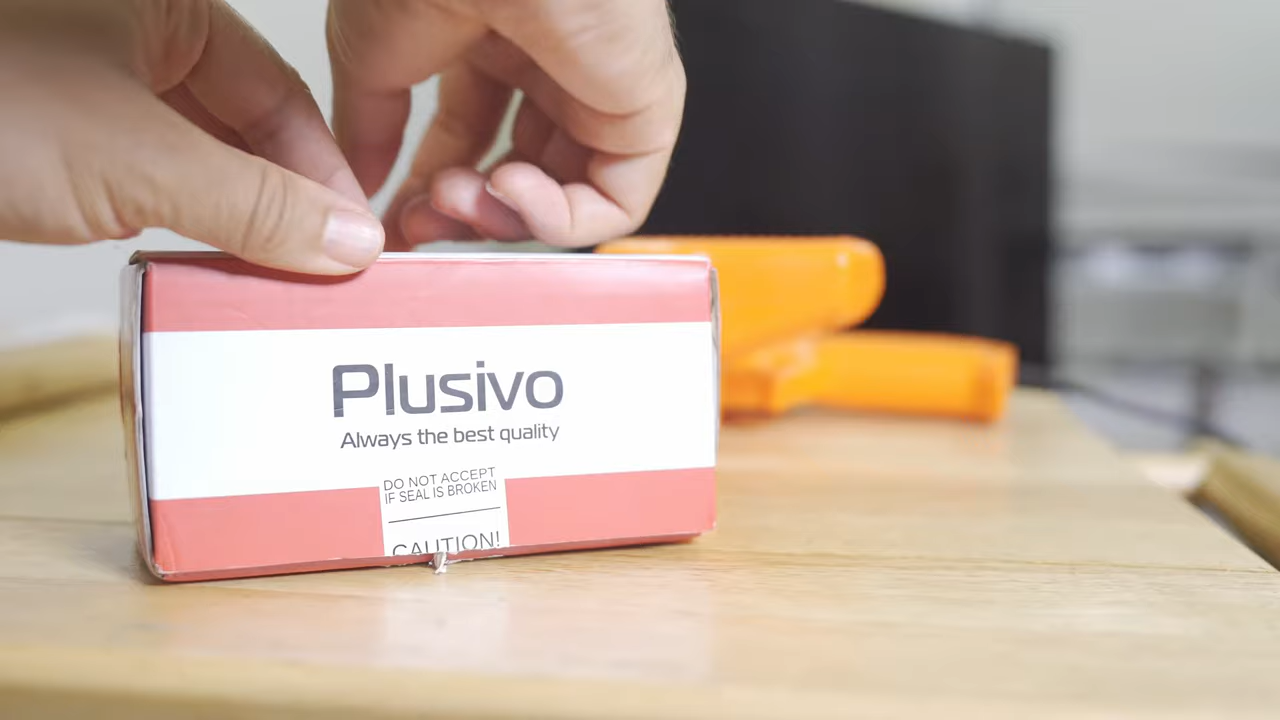 Plusivo
Always the best quality
DO NOT ACCEPT
IF SEAL IS BROKEN
CAUTION!